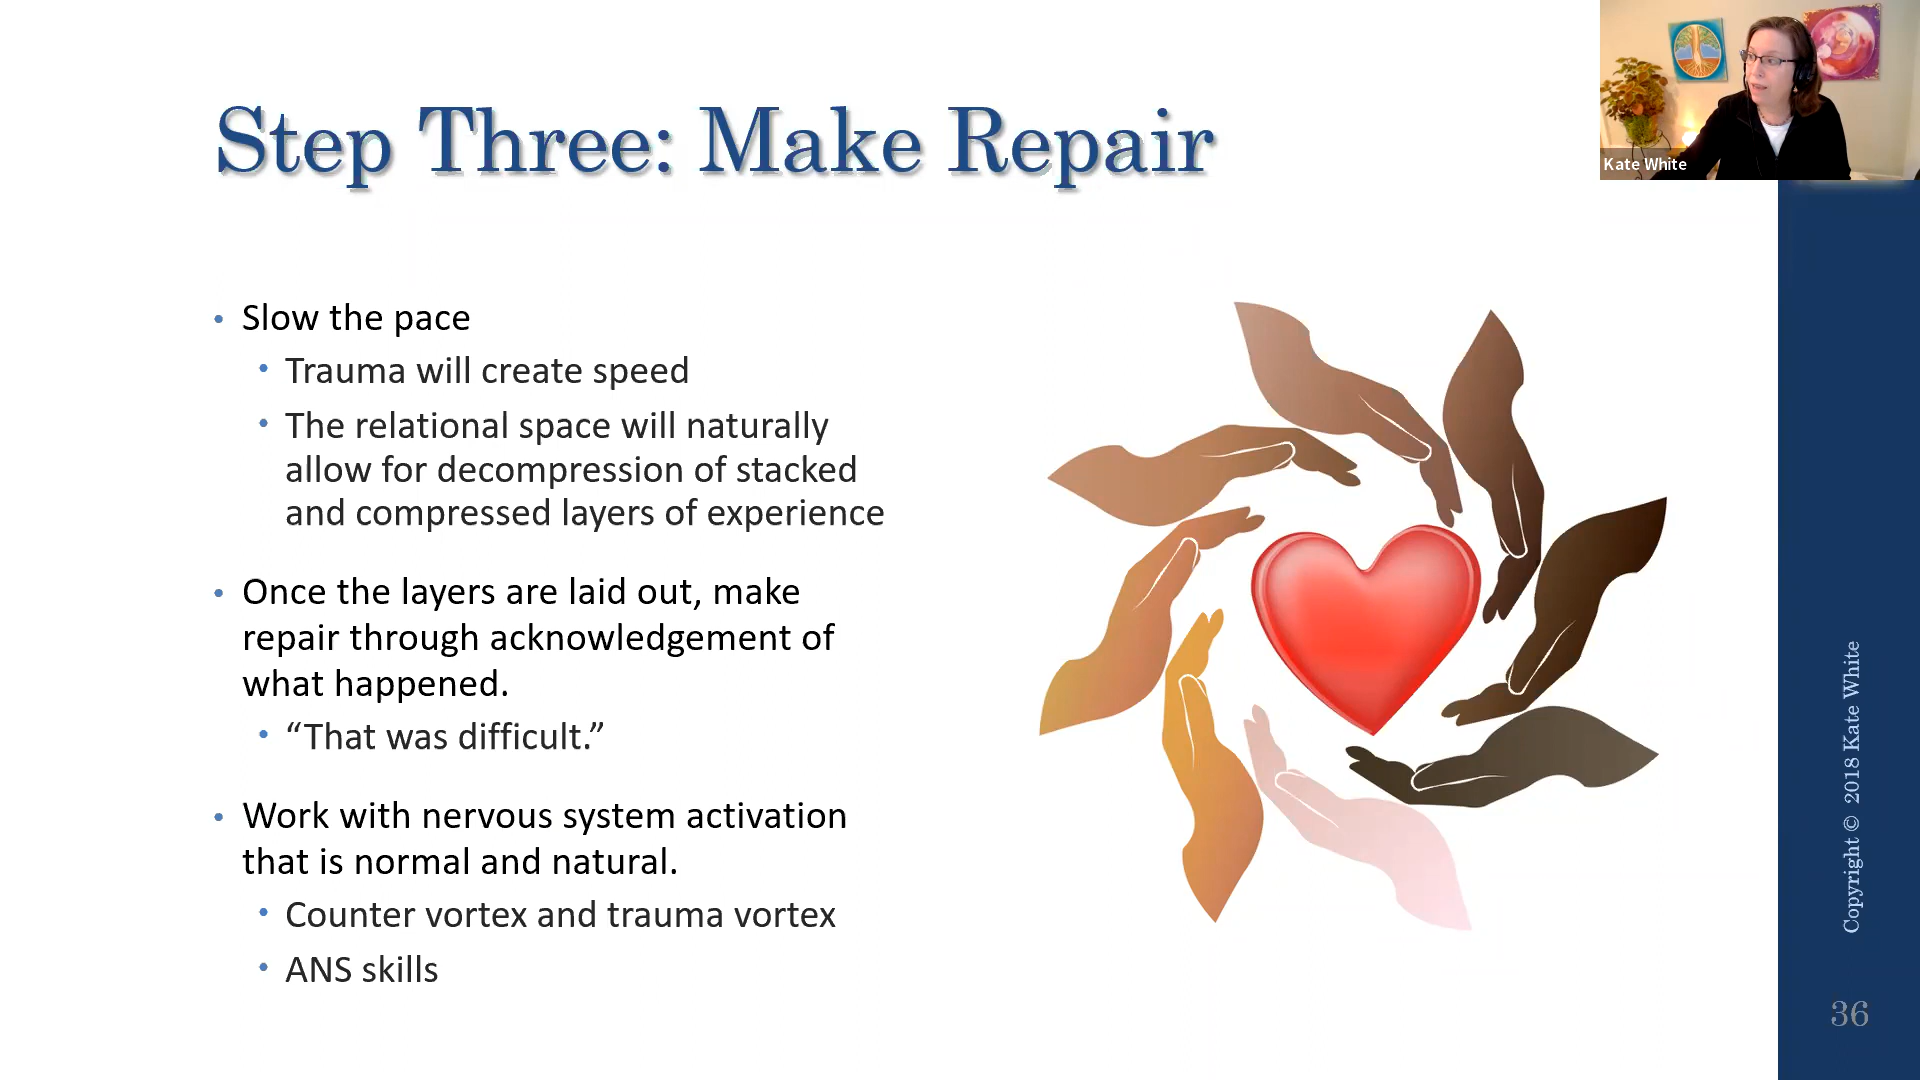 Step Three: Make Repair
Kate White
• Slow the pace
• Trauma will create speed
• The relational space will naturally
allow for decompression of stacked
and compressed layers of experience
• Once the layers are laid out, make
repair through acknowledgement of
what happened.
• “That was difficult.”
• Work with nervous system activation
that is normal and natural.
• Counter vortex and trauma vortex
• ANS skills
Copyright © 2018 Kate White
36